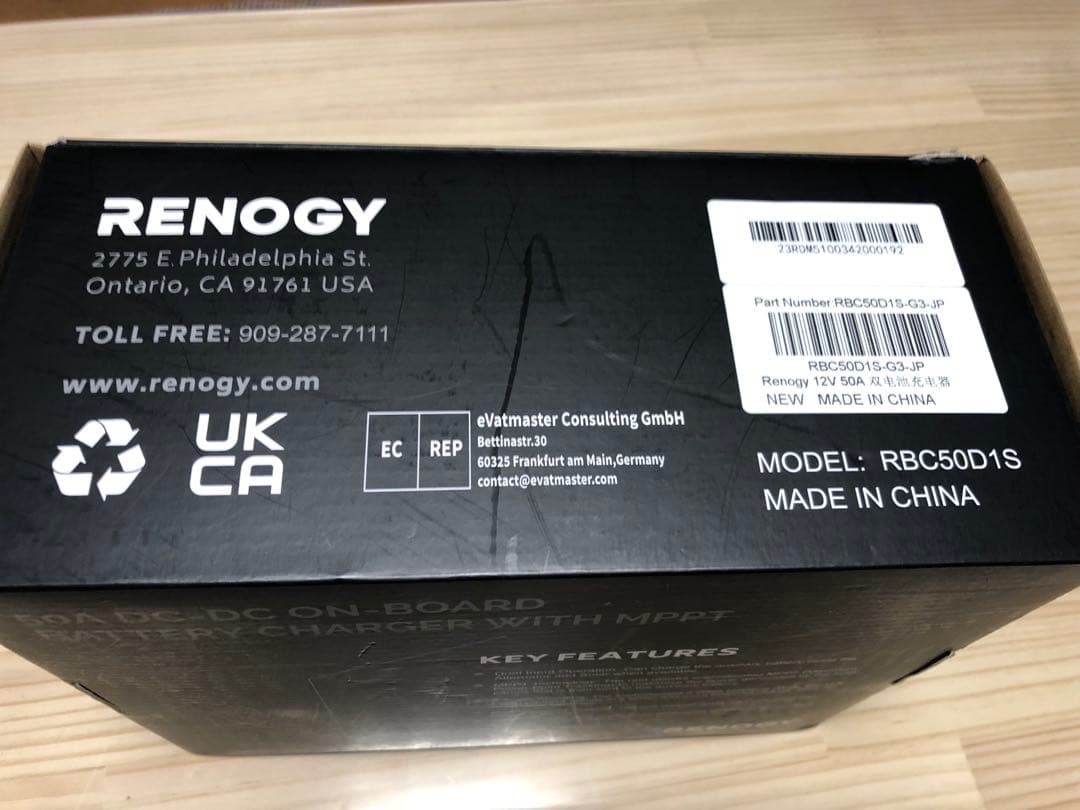 RENOGY
2775 E.Philadelphia St.
Ontario, CA 91761 USA
TOLL FREE: 909-287-7111
www.renogy.com
UK
CA
EC REP
eVatmaster Consulting GmbH
Bettinastr.30
60325 Frankfurt am Main,Germany
contact@evatmaster.com
23RDM5100342000192
Part Number:RBC50D1S-G3-JP
RBC50D1S-G3-JP
Renogy 12V 50A 双电池充电器
NEW MADE IN CHINA
MODEL: RBC50D1S
MADE IN CHINA
50A DC-DC ON-BOARD
BATTERY CHARGER WITH MPPT
KEY FEATURES
RENOGY